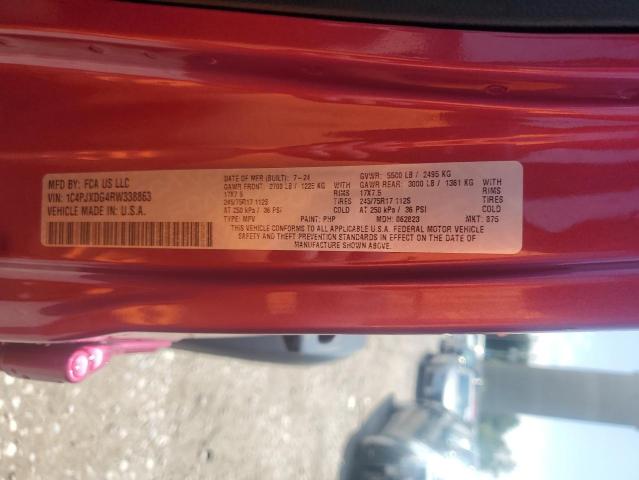 MFD BY: FCA US LLC
VIN: 1C4PJXDG4RW338863
VEHICLE MADE IN U.S.A.
DATE OF MFR (BUILT): 7-24
GVWR: 5500 LB / 2495 KG
GAWR FRONT: 2700 LB / 1225 KG
GAWR REAR: 3000 LB / 1361 KG
17X7.5 RIMS 17X7.5
245/75R17 112S TIRES 245/75R17 112S
AT 250 kPa / 36 PSI RIMS TIRES AT 250 kPa / 36 PSI
TYPE: MPV PAINT: PHP MDH: 062823 MKT: 875
THIS VEHICLE CONFORMS TO ALL APPLICABLE U.S.A. FEDERAL MOTOR VEHICLE
SAFETY AND THEFT PREVENTION STANDARDS IN EFFECT ON THE DATE OF
MANUFACTURE SHOWN ABOVE.